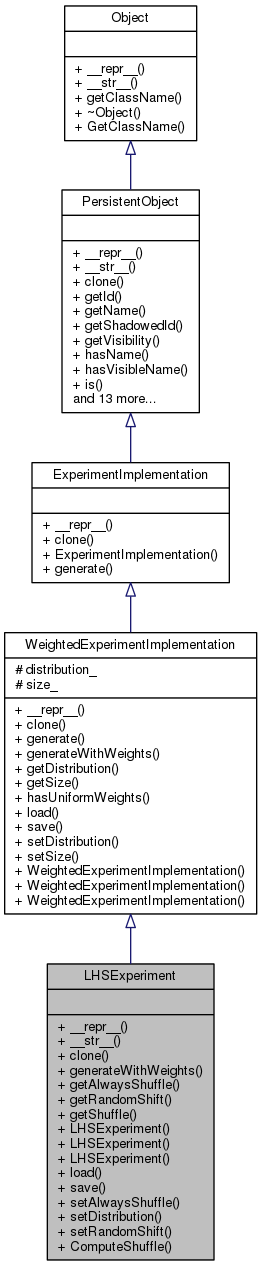 Object
+ __repr__()
+ __str__()
+ getClassName()
+ ~Object()
+ GetClassName()
PersistentObject
+ __repr__()
+ __str__()
+ clone()
+ getId()
+ getName()
+ getShadowedId()
+ getVisibility()
+ hasName()
+ hasVisibleName()
+ is()
and 13 more...
ExperimentImplementation
+ __repr__()
+ clone()
+ ExperimentImplementation()
+ generate()
WeightedExperimentImplementation
# distribution_
# size_
+ __repr__()
+ clone()
+ generate()
+ generateWithWeights()
+ getDistribution()
+ getSize()
+ hasUniformWeights()
+ load()
+ save()
+ setDistribution()
+ setSize()
+ WeightedExperimentImplementation()
+ WeightedExperimentImplementation()
+ WeightedExperimentImplementation()
LHSExperiment
+ __repr__()
+ __str__()
+ clone()
+ generateWithWeights()
+ getAlwaysShuffle()
+ getRandomShift()
+ getShuffle()
+ LHSExperiment()
+ LHSExperiment()
+ LHSExperiment()
+ load()
+ save()
+ setAlwaysShuffle()
+ setDistribution()
+ setRandomShift()
+ ComputeShuffle()